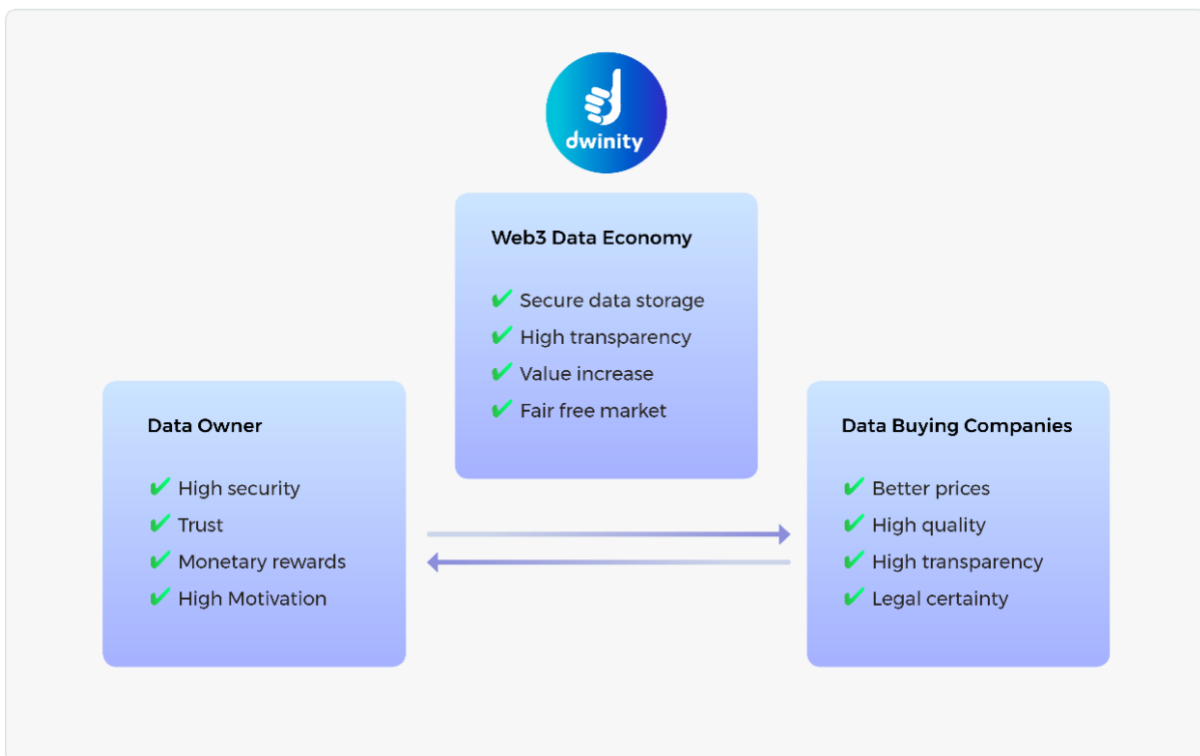 dwinity
Web3 Data Economy
✔ Secure data storage
✔ High transparency
✔ Value increase
✔ Fair free market
Data Owner
✔ High security
✔ Trust
✔ Monetary rewards
✔ High Motivation
Data Buying Companies
✔ Better prices
✔ High quality
✔ High transparency
✔ Legal certainty